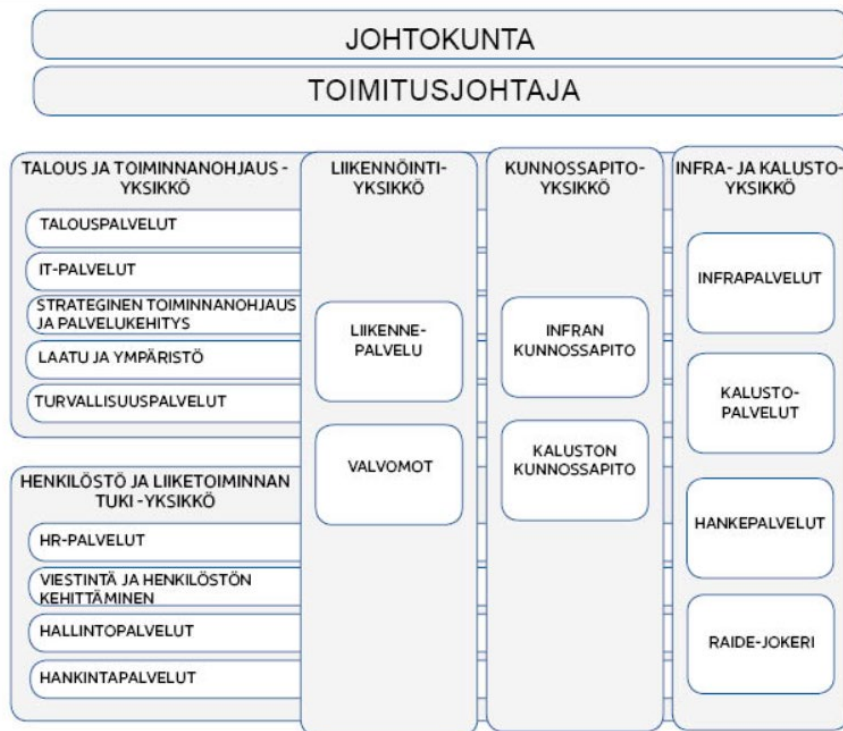 JOHTOKUNTA
TOIMITUSJOHTAJA
TALOUS JA TOIMINNANOHJAUS -
YKSIKKÖ
TALOUSPALVELUT
IT-PALVELUT
STRATEGINEN TOIMINNANOHJAUS
JA PALVELUKEHITYS
LAATU JA YMPÄRISTÖ
TURVALLISUUSPALVELUT
HENKILÖSTÖ JA LIIKETOIMINNAN
TUKI -YKSIKKÖ
HR-PALVELUT
VIESTINTÄ JA HENKILÖSTÖN
KEHITTÄMINEN
HALLINTOPALVELUT
HANKINTAPALVELUT
LIIKENNÖINTI-
YKSIKKÖ
LIIKENNE-
PALVELU
VALVOMOT
KUNNOSSAPITO-
YKSIKKÖ
INFRAN
KUNNOSSAPITO
KALUSTON
KUNNOSSAPITO
INFRA- JA KALUSTO-
YKSIKKÖ
INFRAPALVELUT
KALUSTO-
PALVELUT
HANKEPALVELUT
RAIDE-JOKERI